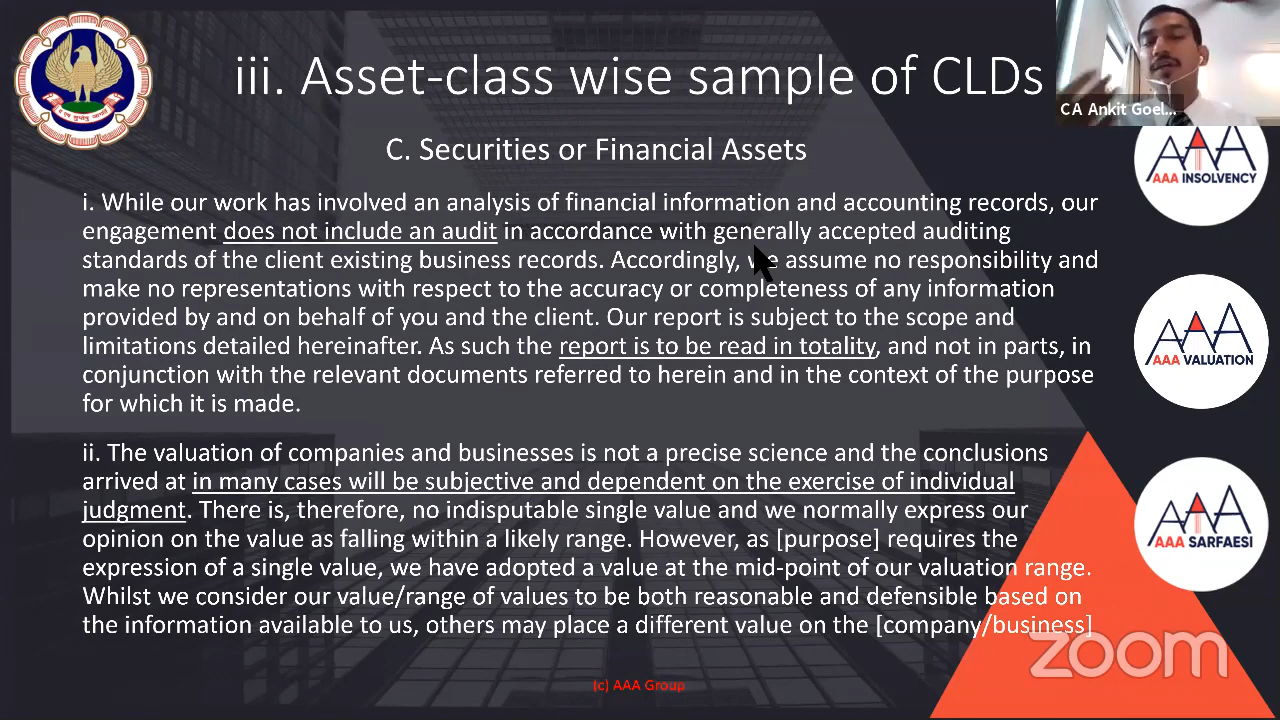 iii. Asset-class wise sample of CLDs
CA Ankit Goel...
C. Securities or Financial Assets
i. While our work has involved an analysis of financial information and accounting records, our
engagement does not include an audit in accordance with generally accepted auditing
standards of the client existing business records. Accordingly, we assume no responsibility and
make no representations with respect to the accuracy or completeness of any information
provided by and on behalf of you and the client. Our report is subject to the scope and
limitations detailed hereinafter. As such the report is to be read in totality, and not in parts, in
conjunction with the relevant documents referred to herein and in the context of the purpose
for which it is made.
ii. The valuation of companies and businesses is not a precise science and the conclusions
arrived at in many cases will be subjective and dependent on the exercise of individual
judgment. There is, therefore, no indisputable single value and we normally express our
opinion on the value as falling within a likely range. However, as [purpose] requires the
expression of a single value, we have adopted a value at the mid-point of our valuation range.
Whilst we consider our value/range of values to be both reasonable and defensible based on
the information available to us, others may place a different value on the [company/business]
AAA
AAA INSOLVENCY
AAA
AAA VALUATION
AAA
AAA SARFAESI
zoom
(c) AAA Group